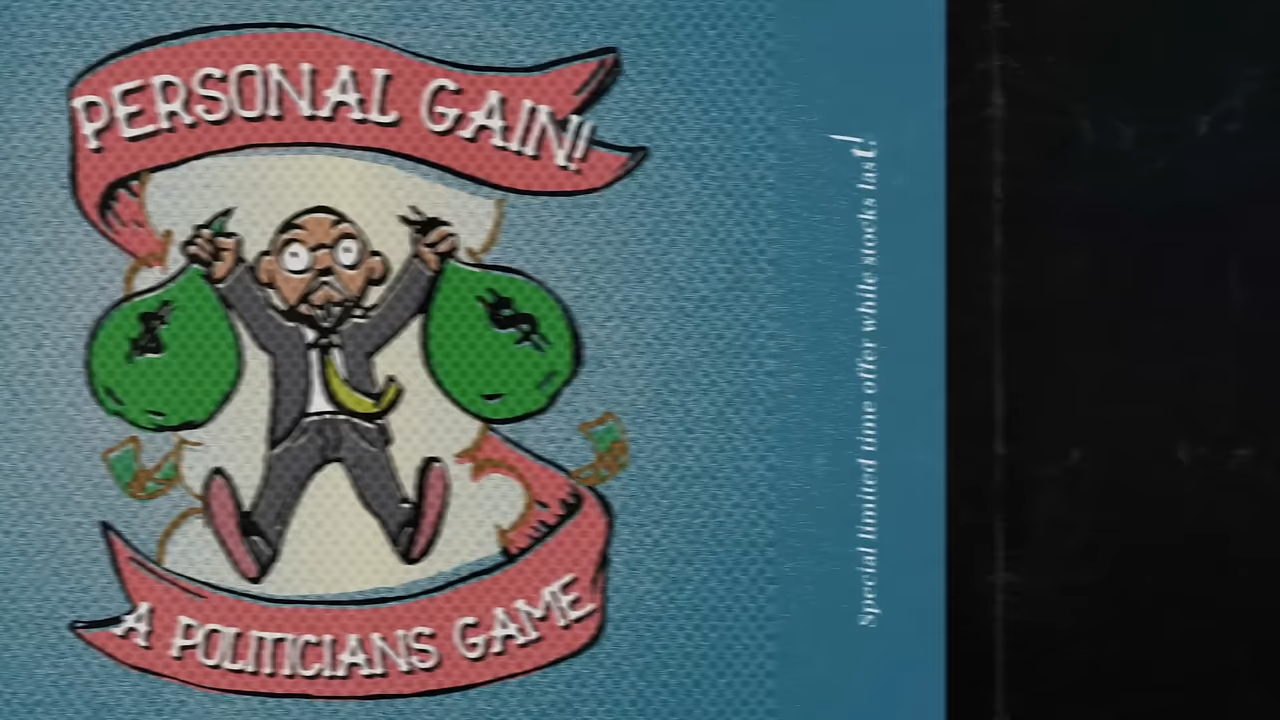 PERSONAL GAIN!
A POLITICIANS GAME
Special limited time offer while stocks last!